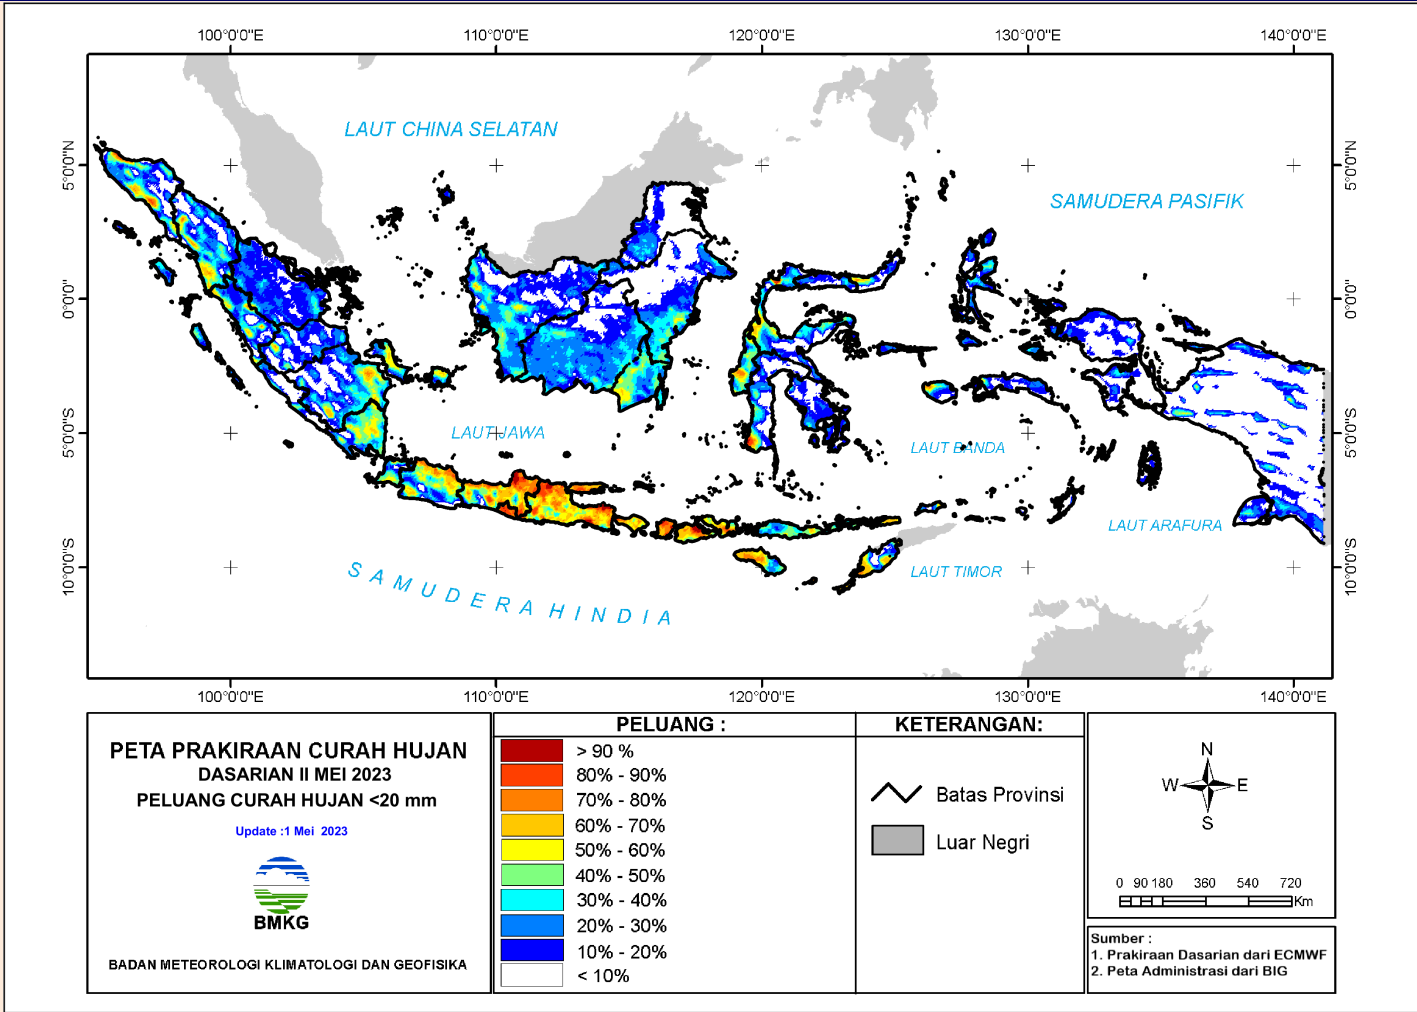 100°0'0"E 110°0'0"E 120°0'0"E 130°0'0"E 140°0'0"E
LAUT CHINA SELATAN
5°0'0"N 5°0'0"N
SAMUDERA PASIFIK
0°0'0" 0°0'0"
LAUT JAWA
5°0'0"S 5°0'0"S
LAUT BANDA
LAUT ARAFURA
10°0'0"S 10°0'0"S
LAUT TIMOR
SAMUDERA HINDIA
100°0'0"E 110°0'0"E 120°0'0"E 130°0'0"E 140°0'0"E
PETA PRAKIRAAN CURAH HUJAN
DASARIAN II MEI 2023
PELUANG CURAH HUJAN <20 mm
Update :1 Mei 2023
BMKG
BADAN METEOROLOGI KLIMATOLOGI DAN GEOFISIKA
PELUANG :
> 90 %
80% - 90%
70% - 80%
60% - 70%
50% - 60%
40% - 50%
30% - 40%
20% - 30%
10% - 20%
< 10%
KETERANGAN:
Batas Provinsi
Luar Negri
N
W E
S
0 90 180 360 540 720
Km
Sumber :
1. Prakiraan Dasarian dari ECMWF
2. Peta Administrasi dari BIG